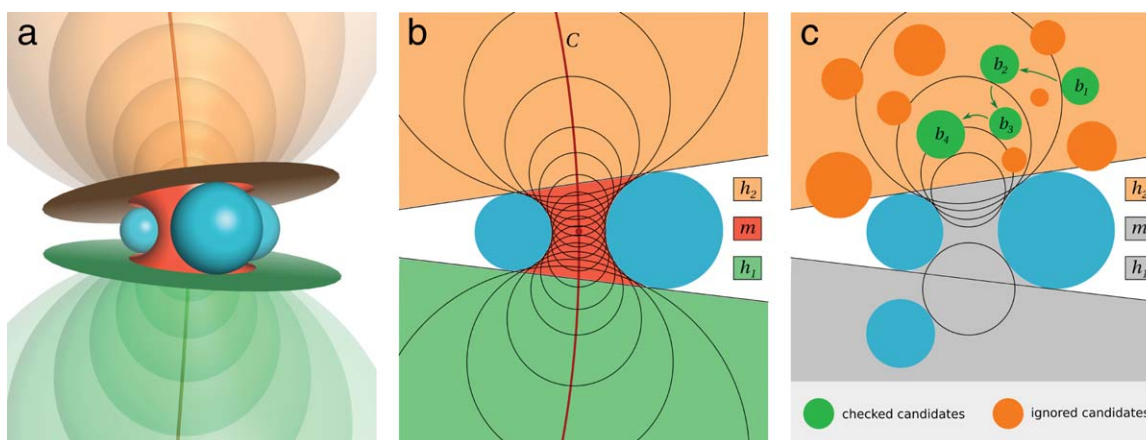 a
b
C
h₂
m
h₁
c
b₁
b₂
b₃
b₄
h₂
m
h₁
checked candidates
ignored candidates